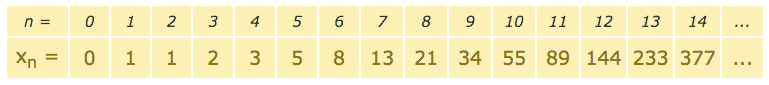 n = 0 1 2 3 4 5 6 7 8 9 10 11 12 13 14 ...
xn = 0 1 1 2 3 5 8 13 21 34 55 89 144 233 377 ...